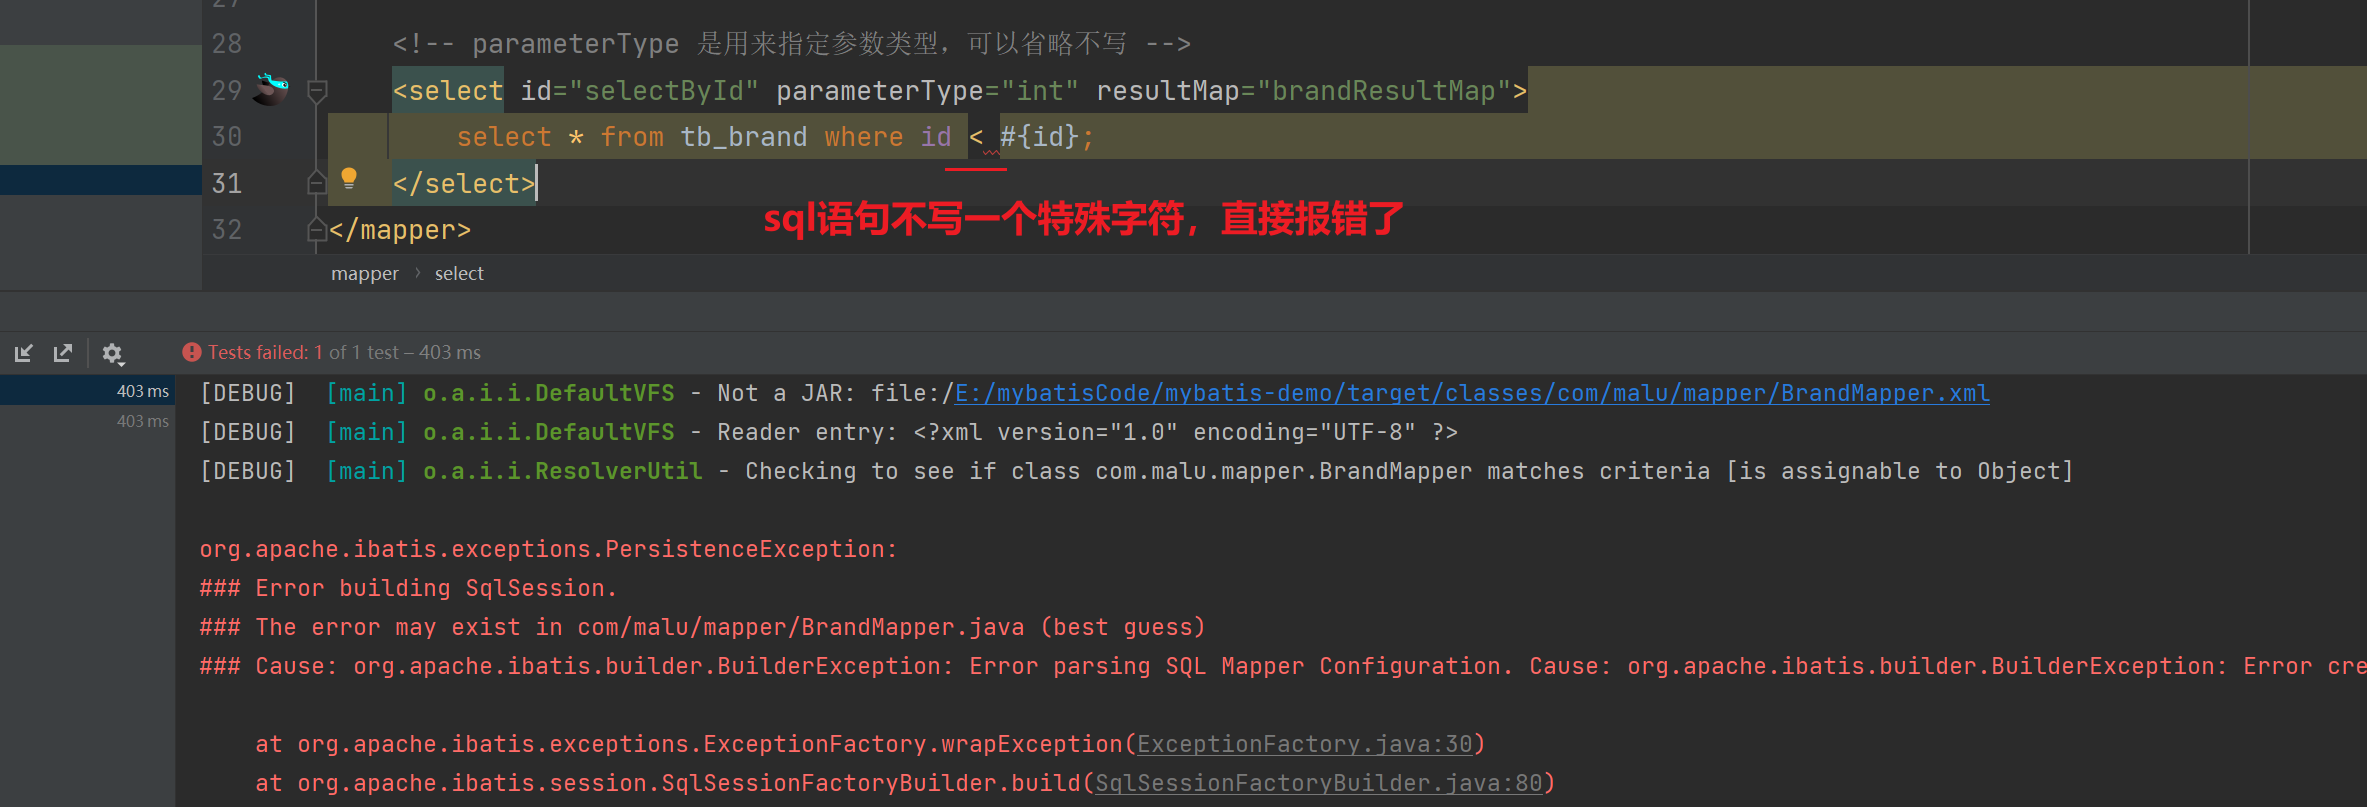 28 <!-- parameterType 是用来指定参数类型，可以省略不写 -->
29 <select id="selectById" parameterType="int" resultMap="brandResultMap">
30 select * from tb_brand where id < #{id};
31 </select>
sql语句不写一个特殊字符，直接报错了
32 </mapper>
mapper › select
Tests failed: 1 of 1 test – 403 ms
403 ms
403 ms
[DEBUG] [main] o.a.i.i.DefaultVFS - Not a JAR: file:/E:/mybatisCode/mybatis-demo/target/classes/com/malu/mapper/BrandMapper.xml
[DEBUG] [main] o.a.i.i.DefaultVFS - Reader entry: <?xml version="1.0" encoding="UTF-8" ?>
[DEBUG] [main] o.a.i.i.ResolverUtil - Checking to see if class com.malu.mapper.BrandMapper matches criteria [is assignable to Object]
org.apache.ibatis.exceptions.PersistenceException:
### Error building SqlSession.
### The error may exist in com/malu/mapper/BrandMapper.java (best guess)
### Cause: org.apache.ibatis.builder.BuilderException: Error parsing SQL Mapper Configuration. Cause: org.apache.ibatis.builder.BuilderException: Error cre
at org.apache.ibatis.exceptions.ExceptionFactory.wrapException(ExceptionFactory.java:30)
at org.apache.ibatis.session.SqlSessionFactoryBuilder.build(SqlSessionFactoryBuilder.java:80)